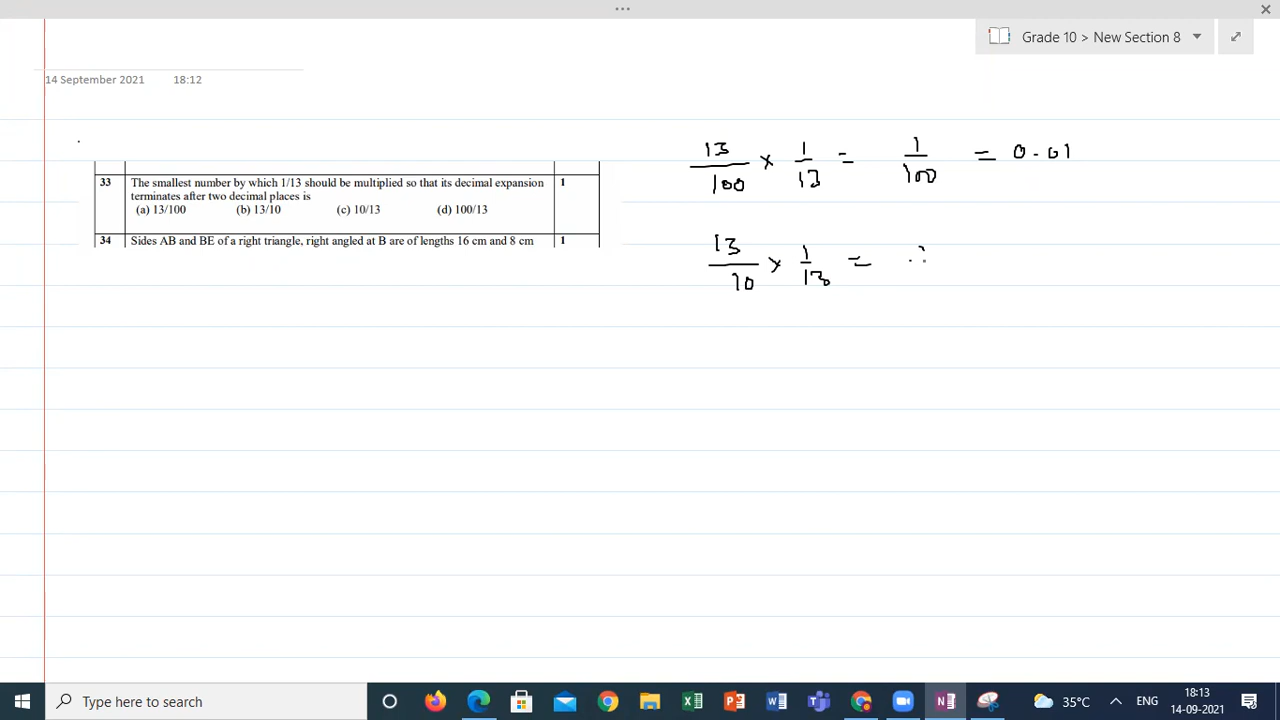 Grade 10 > New Section 8
14 September 2021 18:12
33 The smallest number by which 1/13 should be multiplied so that its decimal expansion 1
terminates after two decimal places is
(a) 13/100 (b) 13/10 (c) 10/13 (d) 100/13
34 Sides AB and BE of a right triangle, right angled at B are of lengths 16 cm and 8 cm 1
13/100 × 1/13 = 1/100 = 0.01
13/10 × 1/13 =
Type here to search
35°C ENG 18:13
14-09-2021